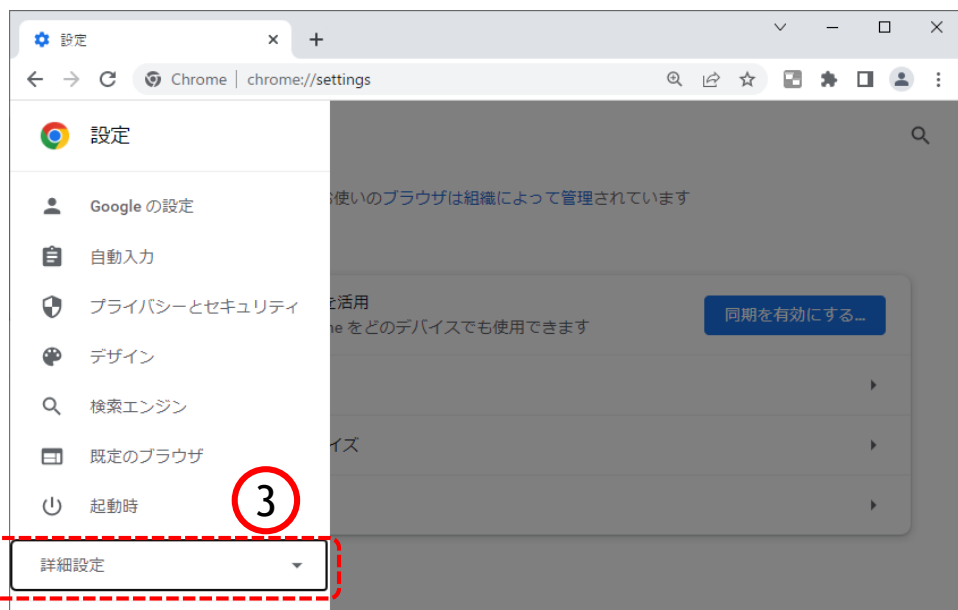 設定
Chrome | chrome://settings
設定
Google の設定
使いのブラウザは組織によって管理されています
自動入力
プライバシーとセキュリティ
を活用
同期を有効にする...
me をどのデバイスでも使用できます
デザイン
検索エンジン
イズ
既定のブラウザ
起動時
3
詳細設定